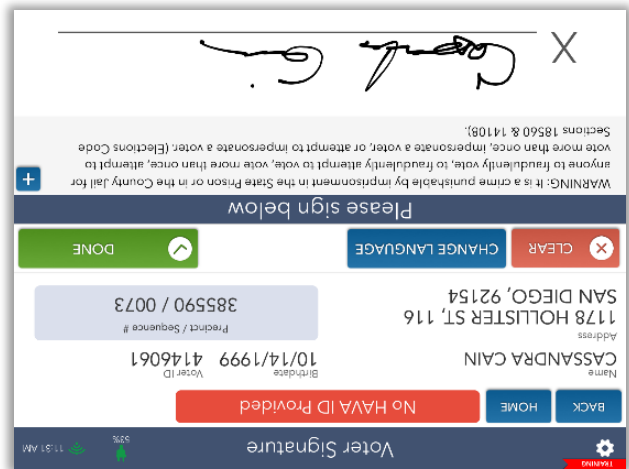 TRAINING
Voter Signature
53%
11:51 AM
BACK
HOME
No HAVA ID Provided
Name
CASSANDRA CAIN
Birthdate
10/14/1999
Voter ID
4146061
Address
1178 HOLLISTER ST, 116
SAN DIEGO, 92154
Precinct / Sequence #
385590 / 0073
CLEAR
CHANGE LANGUAGE
DONE
Please sign below
WARNING: It is a crime punishable by imprisonment in the State Prison or in the County Jail for
anyone to fraudulently vote, to fraudulently attempt to vote, vote more than once, attempt to
vote more than once, impersonate a voter, or attempt to impersonate a voter. (Elections Code
Sections 18560 & 14108).
+
X